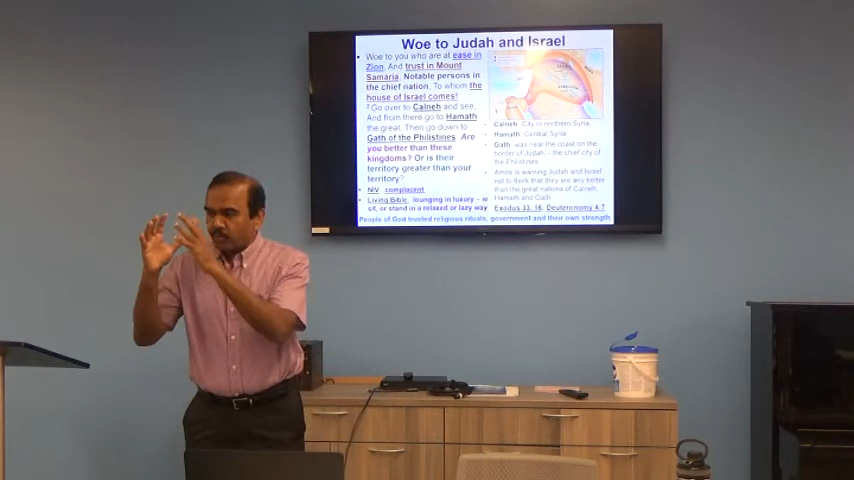 Woe to Judah and Israel
Woe to you who are at ease in
Zion, And trust in Mount
Samaria, Notable persons in
the chief nation, To whom the
house of Israel comes!
2 Go over to Calneh and see,
And from there go to Hamath
the great, Then go down to
Gath of the Philistines. Are
you better than these
kingdoms? Or is their
territory greater than your
territory?
NIV complacent
Living Bible lounging in luxury – to
sit, or stand in a relaxed or lazy way
Calneh City in northern Syria,
Hamath Central Syria
Gath was near the coast on the
border of Judah, - the chief city of
the Philistines.
Amos is warning Judah and Israel
not to think that they are any better
than the great nations of Calneh,
Hamath and Gath
Exodus 33. 16, Deuteronomy 4:7
People of God trusted religious rituals, government and their own strength